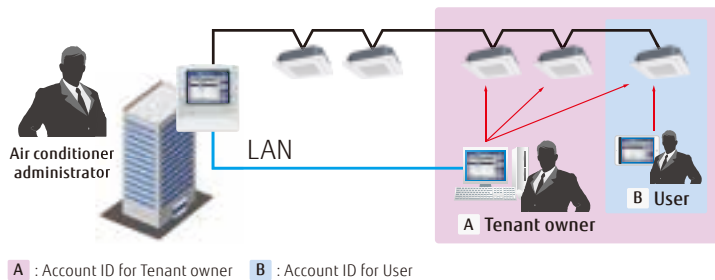 Air conditioner
administrator
LAN
A Tenant owner
B User
A : Account ID for Tenant owner B : Account ID for User